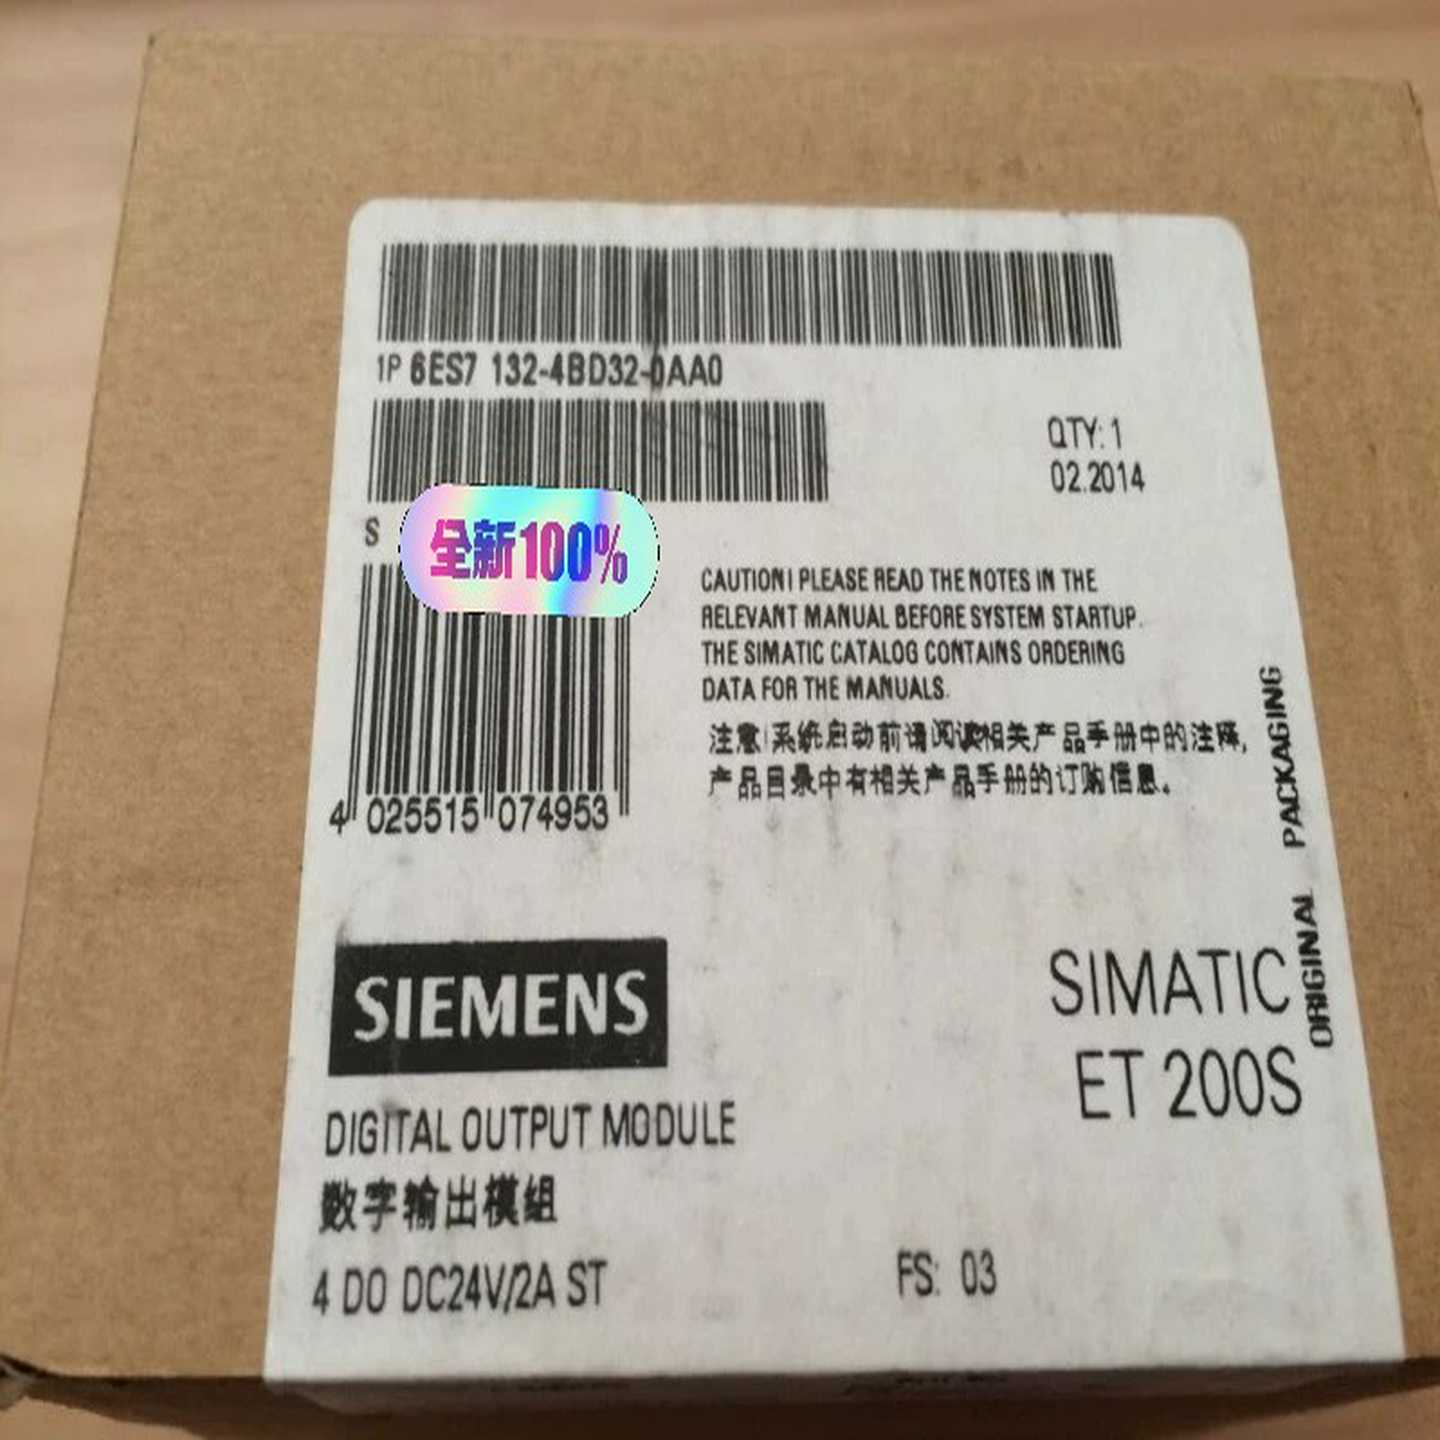 1P 6ES7 132-4BD32-0AA0
QTY: 1
02.2014
S
全新100%
CAUTION! PLEASE READ THE NOTES IN THE
RELEVANT MANUAL BEFORE SYSTEM STARTUP.
THE SIMATIC CATALOG CONTAINS ORDERING
DATA FOR THE MANUALS.
注意!系统启动前请阅读相关产品手册中的注释,
产品目录中有相关产品手册的订购信息。
4 025515 074953
ORIGINAL PACKAGING
SIEMENS
SIMATIC
ET 200S
DIGITAL OUTPUT MODULE
数字输出模组
4 DO DC24V/2A ST
FS: 03